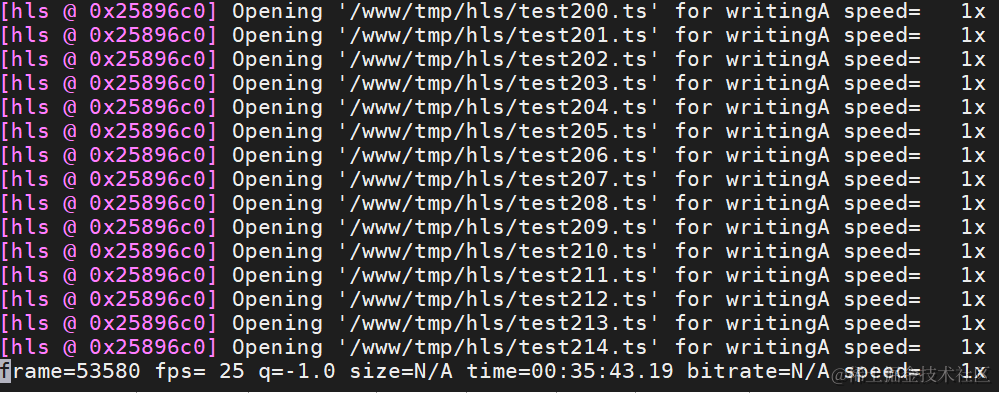 [hls @ 0x25896c0] Opening '/www/tmp/hls/test200.ts' for writingA speed=   1x
[hls @ 0x25896c0] Opening '/www/tmp/hls/test201.ts' for writingA speed=   1x
[hls @ 0x25896c0] Opening '/www/tmp/hls/test202.ts' for writingA speed=   1x
[hls @ 0x25896c0] Opening '/www/tmp/hls/test203.ts' for writingA speed=   1x
[hls @ 0x25896c0] Opening '/www/tmp/hls/test204.ts' for writingA speed=   1x
[hls @ 0x25896c0] Opening '/www/tmp/hls/test205.ts' for writingA speed=   1x
[hls @ 0x25896c0] Opening '/www/tmp/hls/test206.ts' for writingA speed=   1x
[hls @ 0x25896c0] Opening '/www/tmp/hls/test207.ts' for writingA speed=   1x
[hls @ 0x25896c0] Opening '/www/tmp/hls/test208.ts' for writingA speed=   1x
[hls @ 0x25896c0] Opening '/www/tmp/hls/test209.ts' for writingA speed=   1x
[hls @ 0x25896c0] Opening '/www/tmp/hls/test210.ts' for writingA speed=   1x
[hls @ 0x25896c0] Opening '/www/tmp/hls/test211.ts' for writingA speed=   1x
[hls @ 0x25896c0] Opening '/www/tmp/hls/test212.ts' for writingA speed=   1x
[hls @ 0x25896c0] Opening '/www/tmp/hls/test213.ts' for writingA speed=   1x
[hls @ 0x25896c0] Opening '/www/tmp/hls/test214.ts' for writingA speed=   1x
frame=53580 fps= 25 q=-1.0 size=N/A time=00:35:43.19 bitrate=N/A speed=   1x
@稀土掘金技术社区